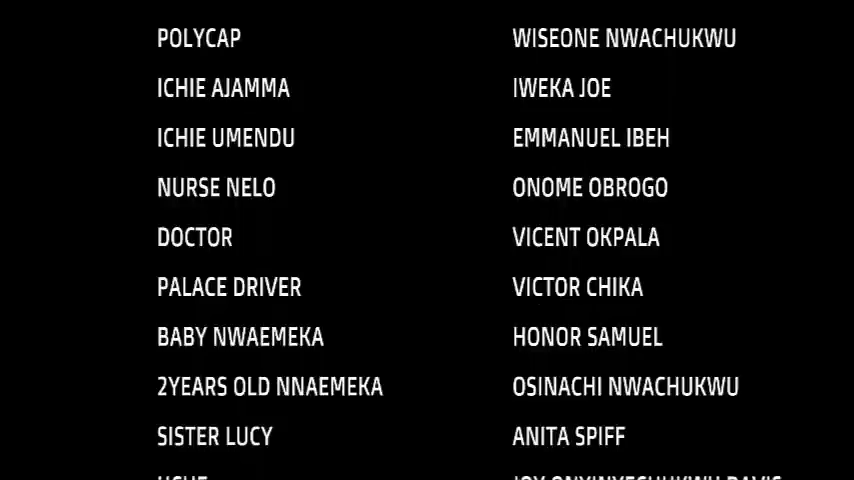 POLYCAP WISEONE NWACHUKWU
ICHIE AJAMMA IWEKA JOE
ICHIE UMENDU EMMANUEL IBEH
NURSE NELO ONOME OBROGO
DOCTOR VICENT OKPALA
PALACE DRIVER VICTOR CHIKA
BABY NWAEMEKA HONOR SAMUEL
2YEARS OLD NNAEMEKA OSINACHI NWACHUKWU
SISTER LUCY ANITA SPIFF